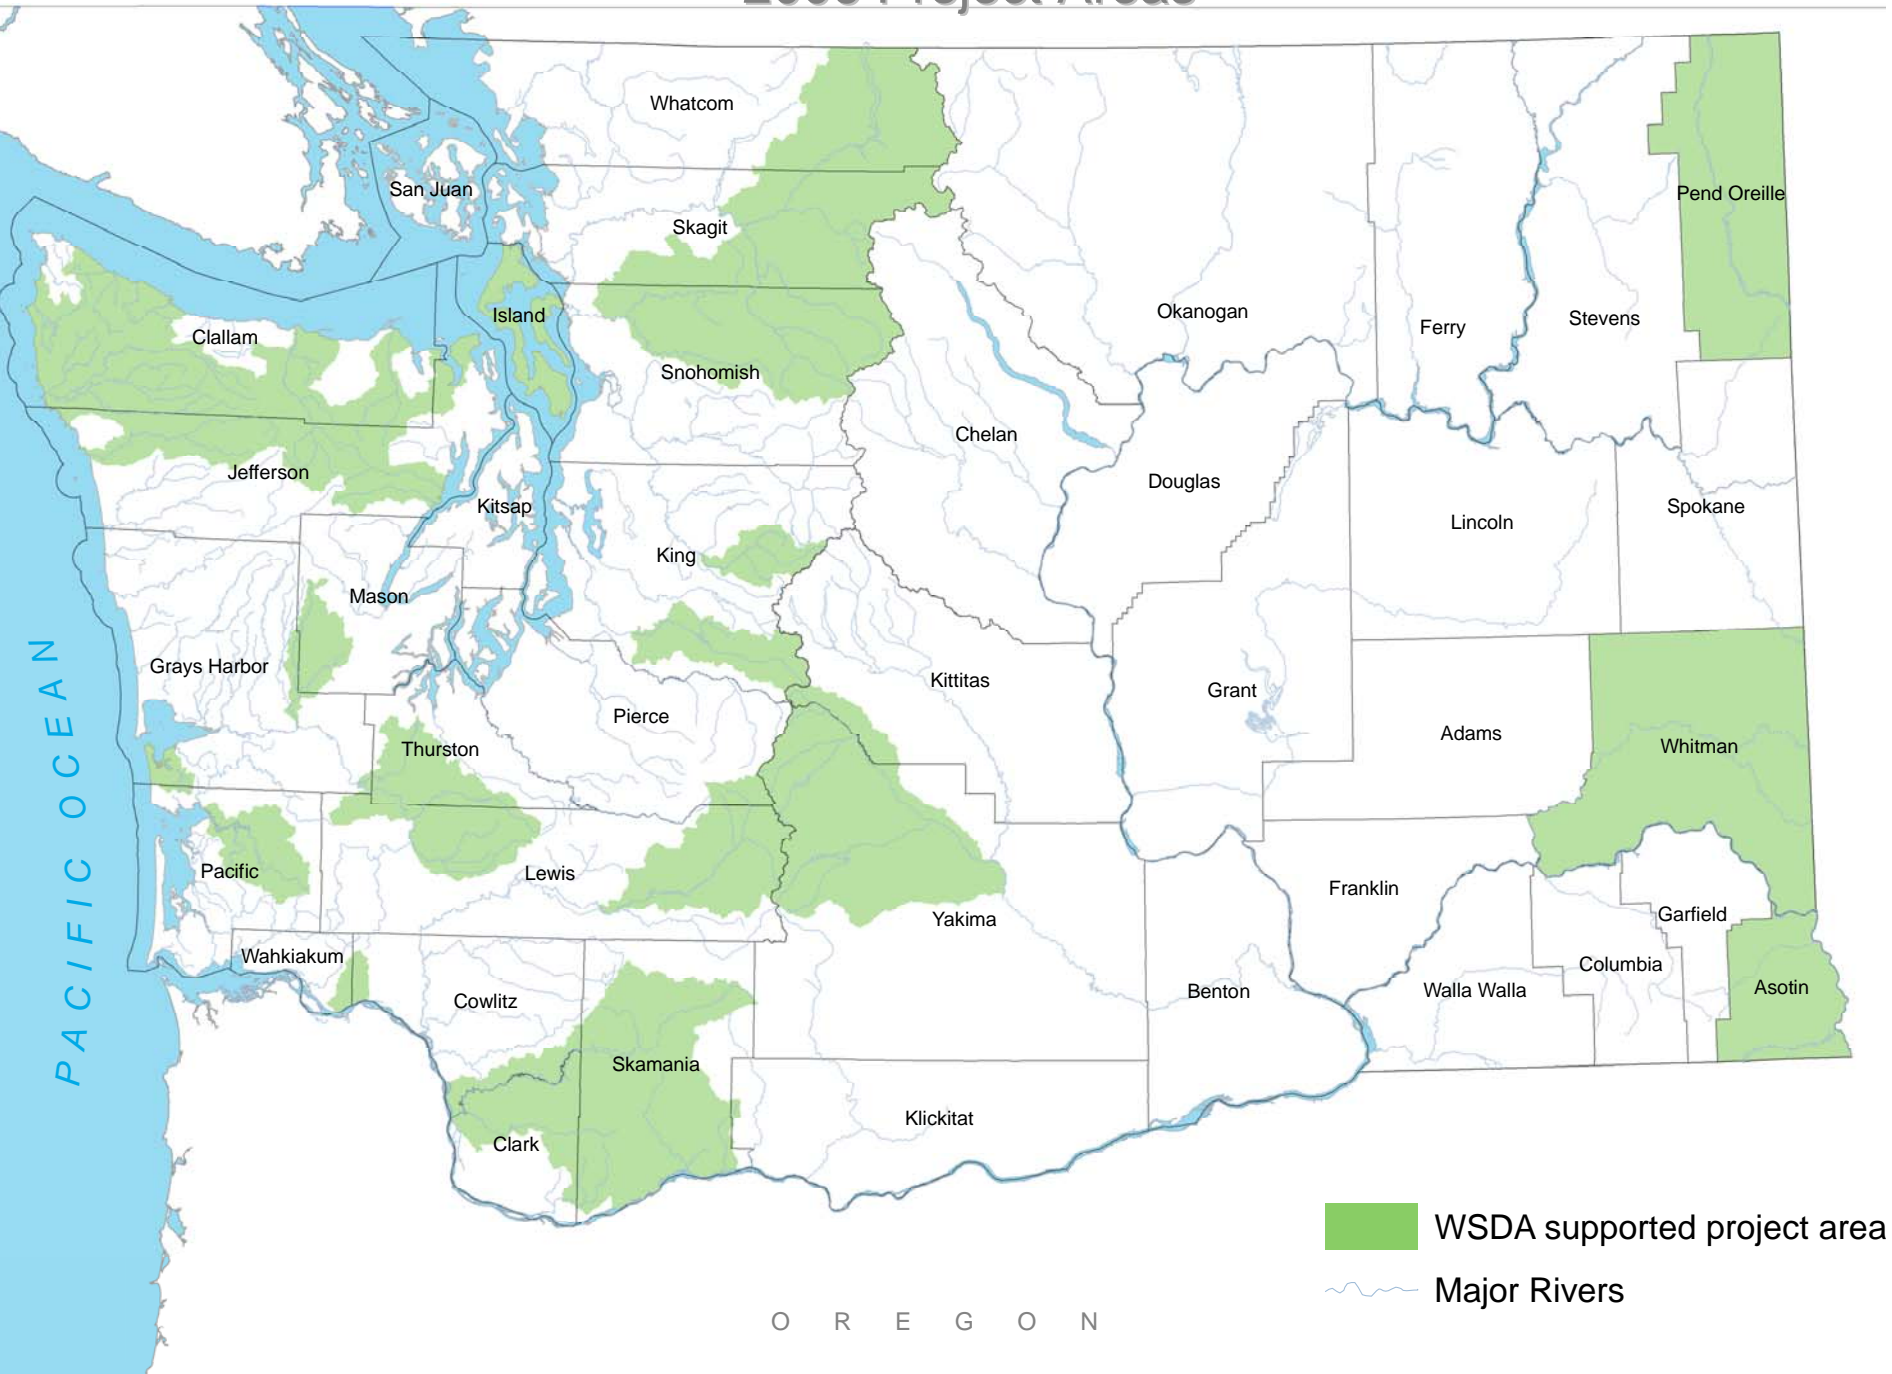 Project Areas
Whatcom
San Juan
Pend Oreille
Skagit
Island
Okanogan
Stevens
Ferry
Clallam
Snohomish
Chelan
Jefferson
Douglas
Kitsap
Lincoln
Spokane
King
Mason
Grays Harbor
Kittitas
Grant
Pierce
Adams
Thurston
Whitman
Pacific
Lewis
Franklin
Yakima
Garfield
Wahkiakum
Columbia
Cowlitz
Benton
Walla Walla
Asotin
Skamania
Klickitat
Clark
PACIFIC OCEAN
WSDA supported project area
Major Rivers
OREGON